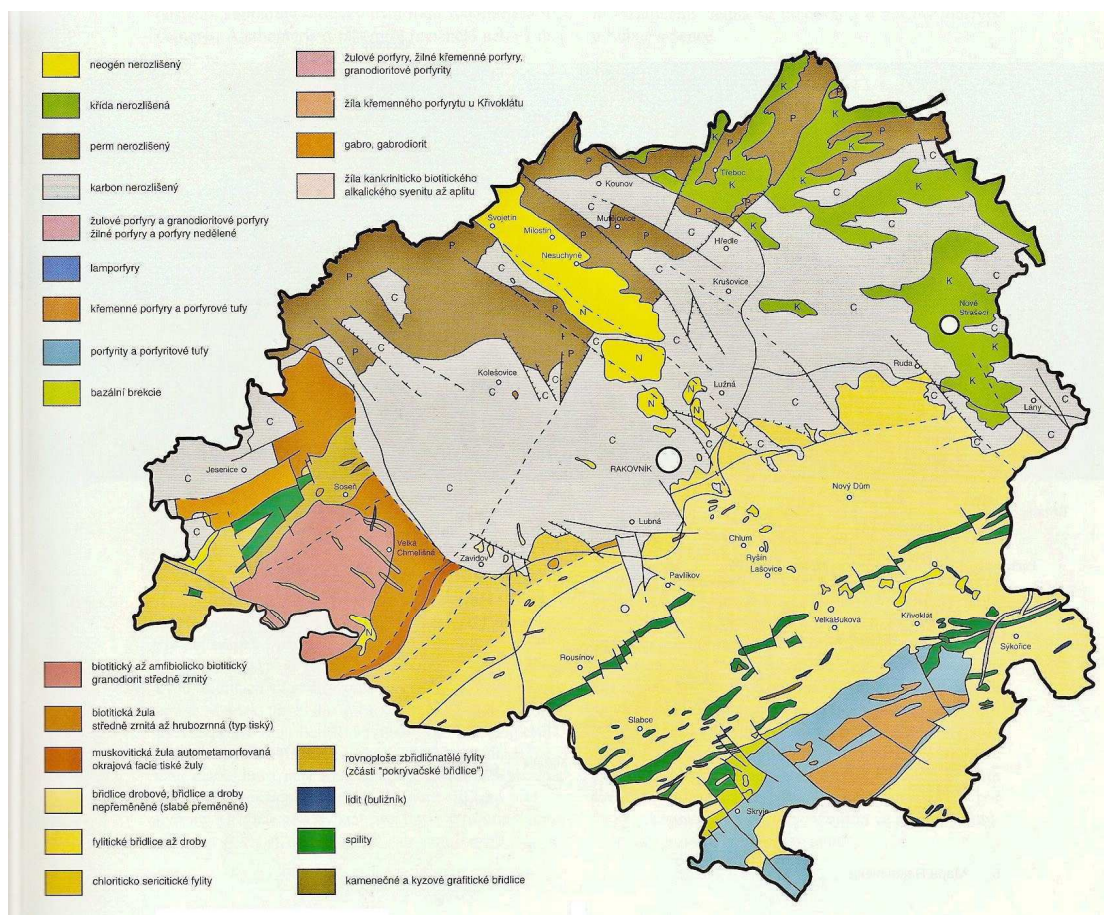 neogén nerozlišený
křída nerozlišená
perm nerozlišený
karbon nerozlišený
žulové porfyry a granodioritové porfyry
žilné porfyry a porfyry nedělené
lamporfyry
křemenné porfyry a porfyrové tufy
porfyrity a porfyritové tufy
bazální brekcie
žulové porfyry, žilné křemenné porfyry,
granodioritové porfyrity
žíla křemenného porfyrytu u Křivoklátu
gabro, gabrodiorit
žíla kankriniticko biotitického
alkalického syenitu až aplitu
K
K
K
P
K
P
K
P
C
Třeboc
C
K
K
P
Kounov
C
K
P
P
C
Svojetín
Milostín
Mutějovice
P
K
Hředle
C
P
Nesuchyně
C
P
C
C
Krušovice
K
K
C
Nové
Strašecí
C
K
N
P
C
C
P
C
N
C
Kolešovice
C
C
N
N
Lužná
C
Ruda
C
Lány
C
C
C
Jesenice
C
RAKOVNÍK
C
Soseň
C
Nový Dům
C
Lubná
Velká
Chmelišná
Zavidov
Chlum
Ryšín
Lašovice
Pavlíkov
N
Velká Buková
Křivoklát
Sýkořice
Rousínov
Slabce
Skryje
biotitický až amfibolicko biotitický
granodiorit středně zrnitý
biotitická žula
středně zrnitá až hrubozrnná (typ tiský)
muskovitická žula autometamorfovaná
okrajová facie tiské žuly
břidlice drobové, břidlice a droby
nepřeměněné (slabě přeměněné)
fylitické břidlice až droby
chloriticko sericitické fylity
rovnoploše zbřidličnatělé fylity
(zčásti "pokrývačské břidlice")
lidit (buližník)
spility
kamenečné a kyzové grafitické břidlice